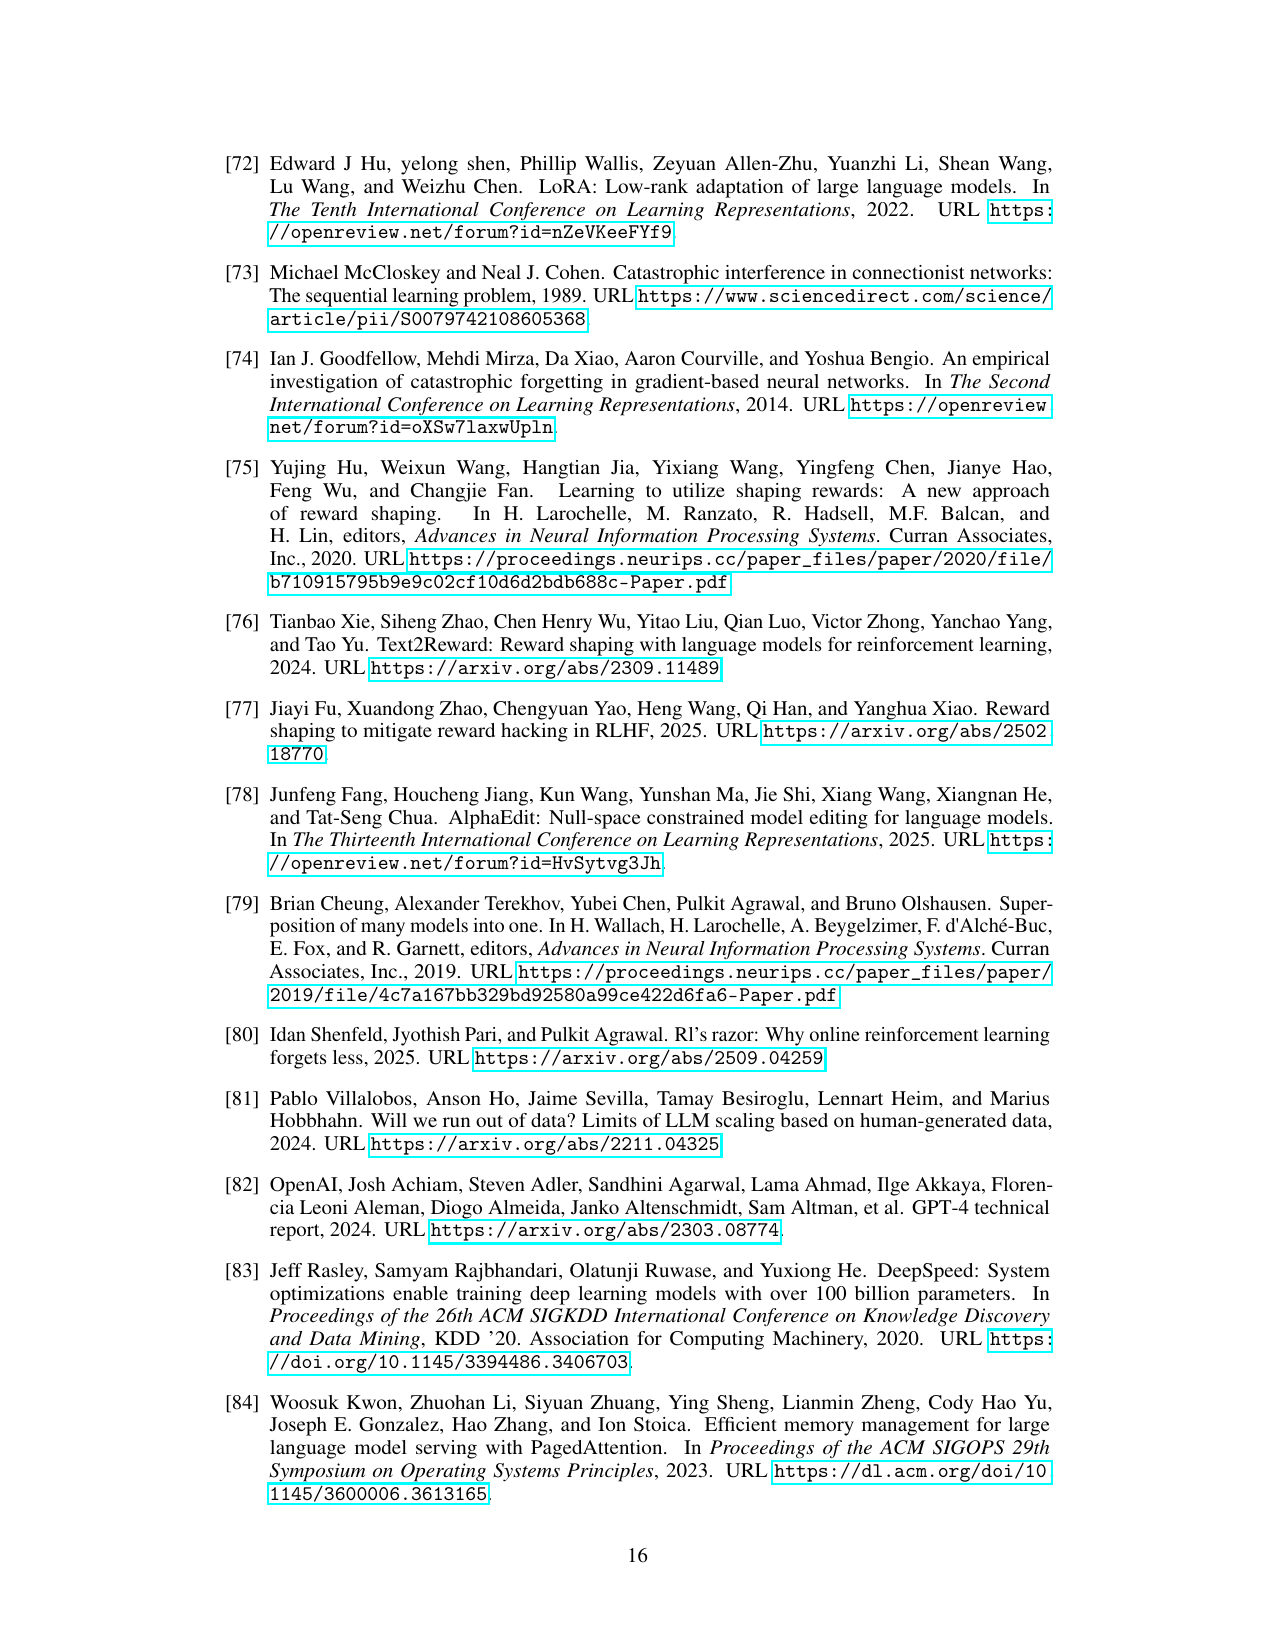 [72] Edward J Hu, yelong shen, Phillip Wallis, Zeyuan Allen-Zhu, Yuanzhi Li, Shean Wang,
Lu Wang, and Weizhu Chen. LoRA: Low-rank adaptation of large language models. In
The Tenth International Conference on Learning Representations, 2022. URL https:
//openreview.net/forum?id=nZeVKeeFYf9.
[73] Michael McCloskey and Neal J. Cohen. Catastrophic interference in connectionist networks:
The sequential learning problem, 1989. URL https://www.sciencedirect.com/science/
article/pii/S0079742108605368.
[74] Ian J. Goodfellow, Mehdi Mirza, Da Xiao, Aaron Courville, and Yoshua Bengio. An empirical
investigation of catastrophic forgetting in gradient-based neural networks. In The Second
International Conference on Learning Representations, 2014. URL https://openreview
net/forum?id=oXSw7laxwUpln.
[75] Yujing Hu, Weixun Wang, Hangtian Jia, Yixiang Wang, Yingfeng Chen, Jianye Hao,
Feng Wu, and Changjie Fan. Learning to utilize shaping rewards: A new approach
of reward shaping. In H. Larochelle, M. Ranzato, R. Hadsell, M.F. Balcan, and
H. Lin, editors, Advances in Neural Information Processing Systems. Curran Associates,
Inc., 2020. URL https://proceedings.neurips.cc/paper_files/paper/2020/file/
b710915795b9e9c02cf10d6d2bdb688c-Paper.pdf.
[76] Tianbao Xie, Siheng Zhao, Chen Henry Wu, Yitao Liu, Qian Luo, Victor Zhong, Yanchao Yang,
and Tao Yu. Text2Reward: Reward shaping with language models for reinforcement learning,
2024. URL https://arxiv.org/abs/2309.11489.
[77] Jiayi Fu, Xuandong Zhao, Chengyuan Yao, Heng Wang, Qi Han, and Yanghua Xiao. Reward
shaping to mitigate reward hacking in RLHF, 2025. URL https://arxiv.org/abs/2502
18770.
[78] Junfeng Fang, Houcheng Jiang, Kun Wang, Yunshan Ma, Jie Shi, Xiang Wang, Xiangnan He,
and Tat-Seng Chua. AlphaEdit: Null-space constrained model editing for language models.
In The Thirteenth International Conference on Learning Representations, 2025. URL https:
//openreview.net/forum?id=HvSytvg3Jh.
[79] Brian Cheung, Alexander Terekhov, Yubei Chen, Pulkit Agrawal, and Bruno Olshausen. Super-
position of many models into one. In H. Wallach, H. Larochelle, A. Beygelzimer, F. d'Alché-Buc,
E. Fox, and R. Garnett, editors, Advances in Neural Information Processing Systems. Curran
Associates, Inc., 2019. URL https://proceedings.neurips.cc/paper_files/paper/
2019/file/4c7a167bb329bd92580a99ce422d6fa6-Paper.pdf.
[80] Idan Shenfeld, Jyothish Pari, and Pulkit Agrawal. Rl's razor: Why online reinforcement learning
forgets less, 2025. URL https://arxiv.org/abs/2509.04259.
[81] Pablo Villalobos, Anson Ho, Jaime Sevilla, Tamay Besiroglu, Lennart Heim, and Marius
Hobbhahn. Will we run out of data? Limits of LLM scaling based on human-generated data,
2024. URL https://arxiv.org/abs/2211.04325.
[82] OpenAI, Josh Achiam, Steven Adler, Sandhini Agarwal, Lama Ahmad, Ilge Akkaya, Floren-
cia Leoni Aleman, Diogo Almeida, Janko Altenschmidt, Sam Altman, et al. GPT-4 technical
report, 2024. URL https://arxiv.org/abs/2303.08774.
[83] Jeff Rasley, Samyam Rajbhandari, Olatunji Ruwase, and Yuxiong He. DeepSpeed: System
optimizations enable training deep learning models with over 100 billion parameters. In
Proceedings of the 26th ACM SIGKDD International Conference on Knowledge Discovery
and Data Mining, KDD '20. Association for Computing Machinery, 2020. URL https:
//doi.org/10.1145/3394486.3406703.
[84] Woosuk Kwon, Zhuohan Li, Siyuan Zhuang, Ying Sheng, Lianmin Zheng, Cody Hao Yu,
Joseph E. Gonzalez, Hao Zhang, and Ion Stoica. Efficient memory management for large
language model serving with PagedAttention. In Proceedings of the ACM SIGOPS 29th
Symposium on Operating Systems Principles, 2023. URL https://dl.acm.org/doi/10
1145/3600006.3613165.
16